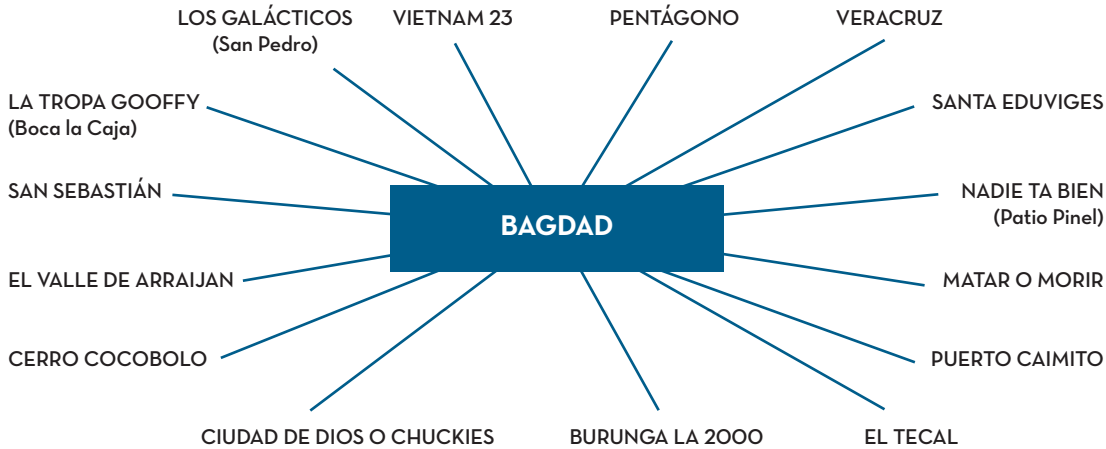 LOS GALÁCTICOS
(San Pedro)
VIETNAM 23
PENTÁGONO
VERACRUZ
LA TROPA GOOFFY
(Boca la Caja)
SANTA EDUVIGES
SAN SEBASTIÁN
NADIE TA BIEN
(Patio Pinel)
BAGDAD
EL VALLE DE ARRAIJAN
MATAR O MORIR
CERRO COCOBOLO
PUERTO CAIMITO
CIUDAD DE DIOS O CHUCKIES
BURUNGA LA 2000
EL TECAL